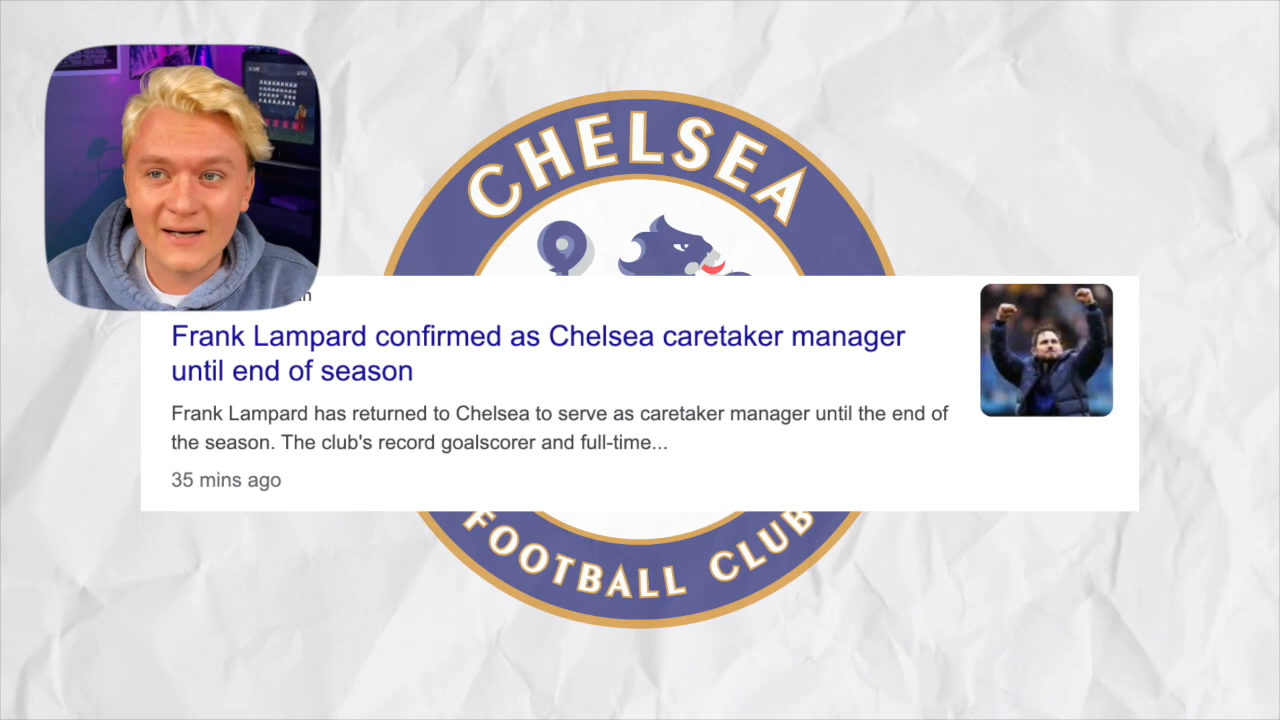 CHELSEA
Frank Lampard confirmed as Chelsea caretaker manager
until end of season
Frank Lampard has returned to Chelsea to serve as caretaker manager until the end of
the season. The club's record goalscorer and full-time...
35 mins ago
FOOTBALL CLUB